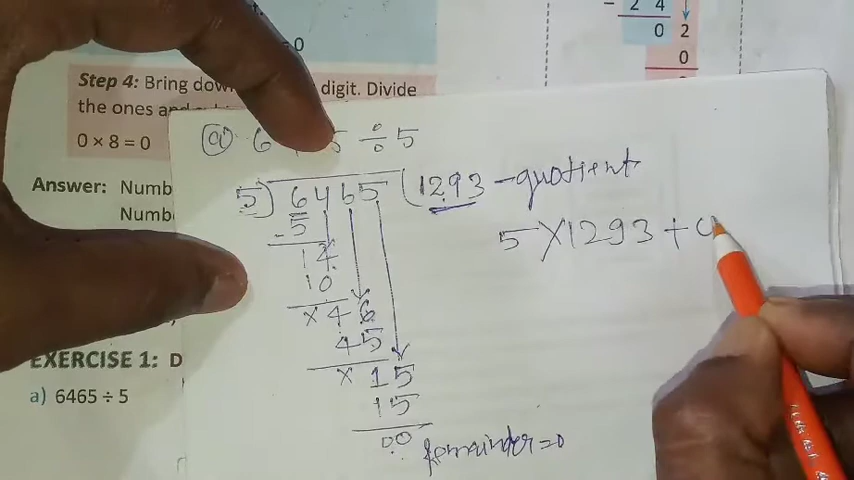 - 2 4
0 2
0
= 0
Step 4: Bring down digit. Divide
the ones
0 × 8 = 0
Answer: Numb
Numb
EXERCISE 1: D
a) 6465 ÷ 5
(a) 6 5 ÷ 5
5) 6465 (1293 - quotient
- 5
14
10
× 46
45
× 15
15
00
remainder = 0
5 × 1293 +